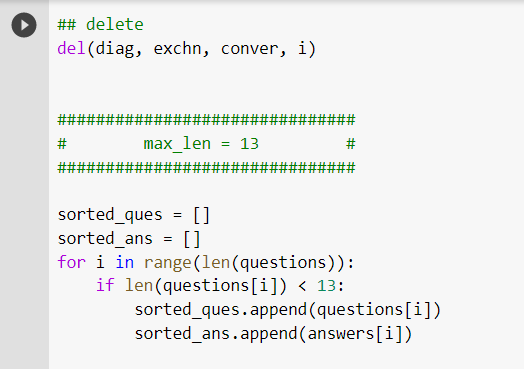 ## delete
del(diag, exchn, conver, i)
###############################
#        max_len = 13         #
###############################
sorted_ques = []
sorted_ans = []
for i in range(len(questions)):
    if len(questions[i]) < 13:
        sorted_ques.append(questions[i])
        sorted_ans.append(answers[i])